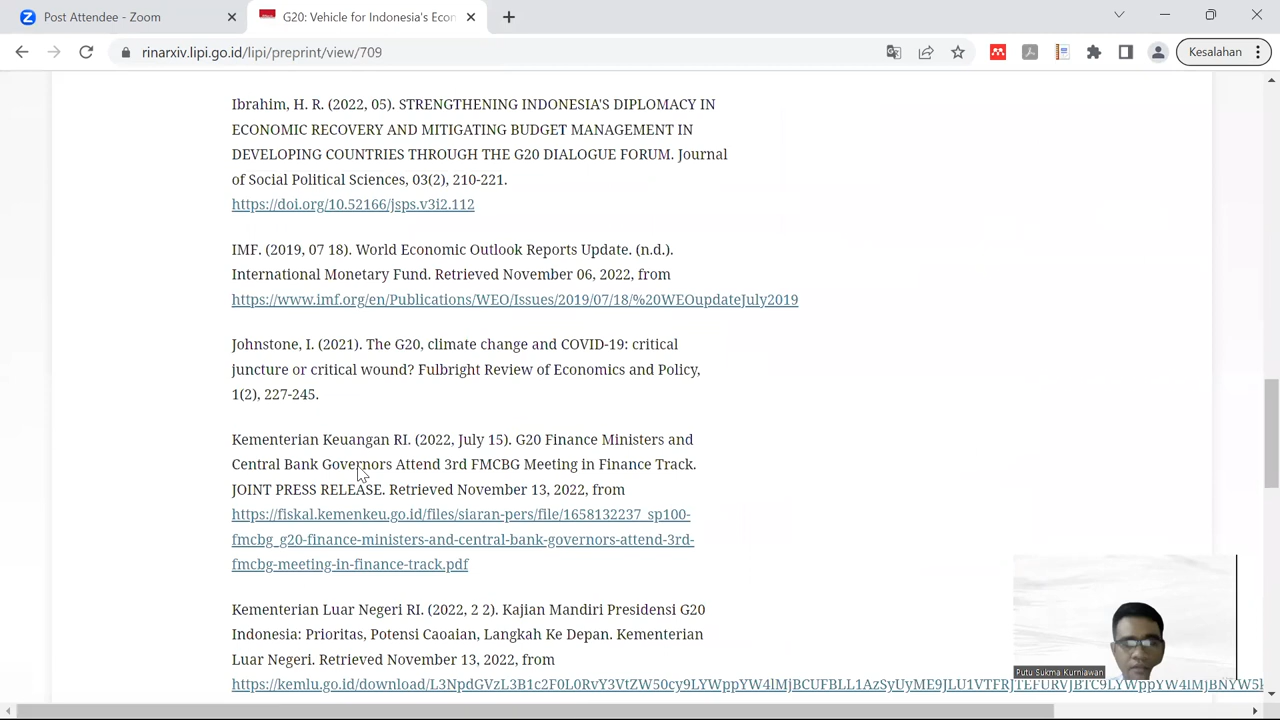 Post Attendee - Zoom
G20: Vehicle for Indonesia's Econ
rinarxiv.lipi.go.id/lipi/preprint/view/709
Kesalahan
Ibrahim, H. R. (2022, 05). STRENGTHENING INDONESIA'S DIPLOMACY IN
ECONOMIC RECOVERY AND MITIGATING BUDGET MANAGEMENT IN
DEVELOPING COUNTRIES THROUGH THE G20 DIALOGUE FORUM. Journal
of Social Political Sciences, 03(2), 210-221.
https://doi.org/10.52166/jsps.v3i2.112
IMF. (2019, 07 18). World Economic Outlook Reports Update. (n.d.).
International Monetary Fund. Retrieved November 06, 2022, from
https://www.imf.org/en/Publications/WEO/Issues/2019/07/18/%20WEOupdateJuly2019
Johnstone, I. (2021). The G20, climate change and COVID-19: critical
juncture or critical wound? Fulbright Review of Economics and Policy,
1(2), 227-245.
Kementerian Keuangan RI. (2022, July 15). G20 Finance Ministers and
Central Bank Governors Attend 3rd FMCBG Meeting in Finance Track.
JOINT PRESS RELEASE. Retrieved November 13, 2022, from
https://fiskal.kemenkeu.go.id/files/siaran-pers/file/1658132237_sp100-
fmcbg_g20-finance-ministers-and-central-bank-governors-attend-3rd-
fmcbg-meeting-in-finance-track.pdf
Kementerian Luar Negeri RI. (2022, 2 2). Kajian Mandiri Presidensi G20
Indonesia: Prioritas, Potensi Caoaian, Langkah Ke Depan. Kementerian
Luar Negeri. Retrieved November 13, 2022, from
Putu Sukma Kurniawan